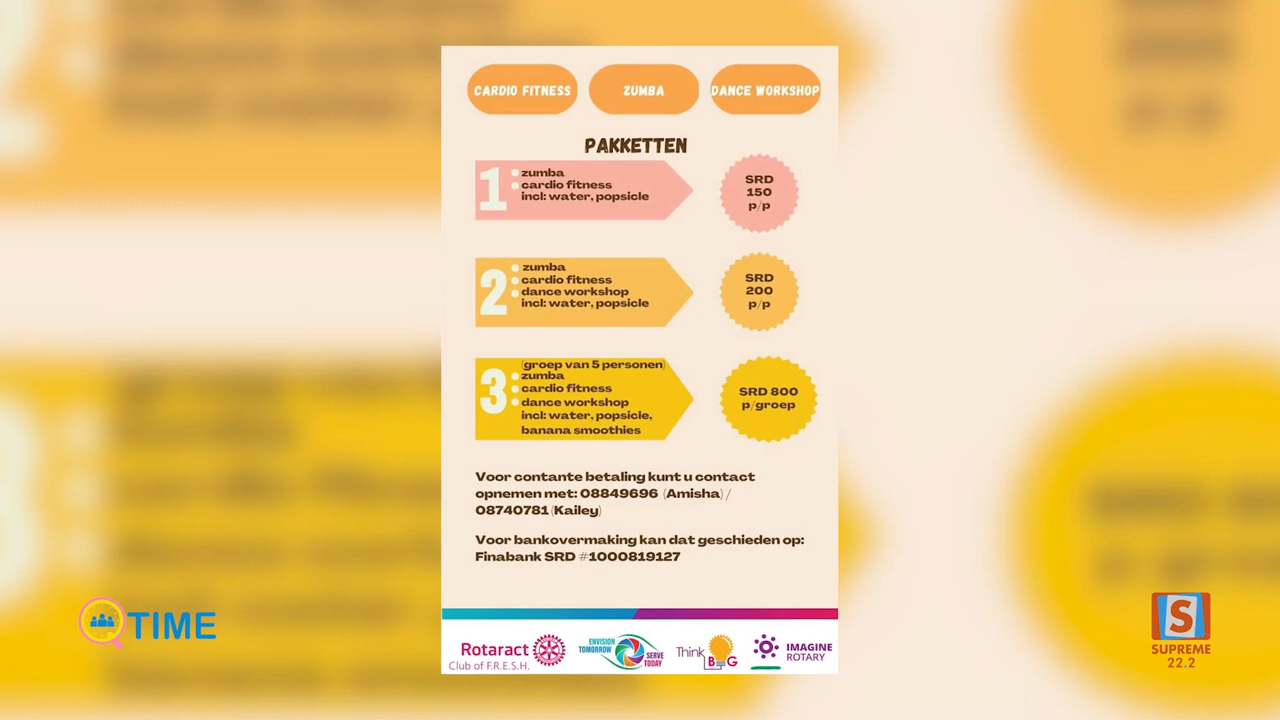 CARDIO FITNESS
ZUMBA
DANCE WORKSHOP
PAKKETTEN
1
zumba
cardio fitness
incl: water, popsicle
SRD
150
p/p
2
zumba
cardio fitness
dance workshop
incl: water, popsicle
SRD
200
p/p
3
(groep van 5 personen)
zumba
cardio fitness
dance workshop
incl: water, popsicle,
banana smoothies
SRD 800
p/groep
Voor contante betaling kunt u contact
opnemen met: 08849696 (Amisha) /
08740781 (Kailey)
Voor bankovermaking kan dat geschieden op:
Finabank SRD #1000819127
Rotaract
Club of F.R.E.S.H.
ENVISION
TOMORROW
SERVE
TODAY
Think
BIG
IMAGINE
ROTARY
QTIME
S
SUPREME
22.2